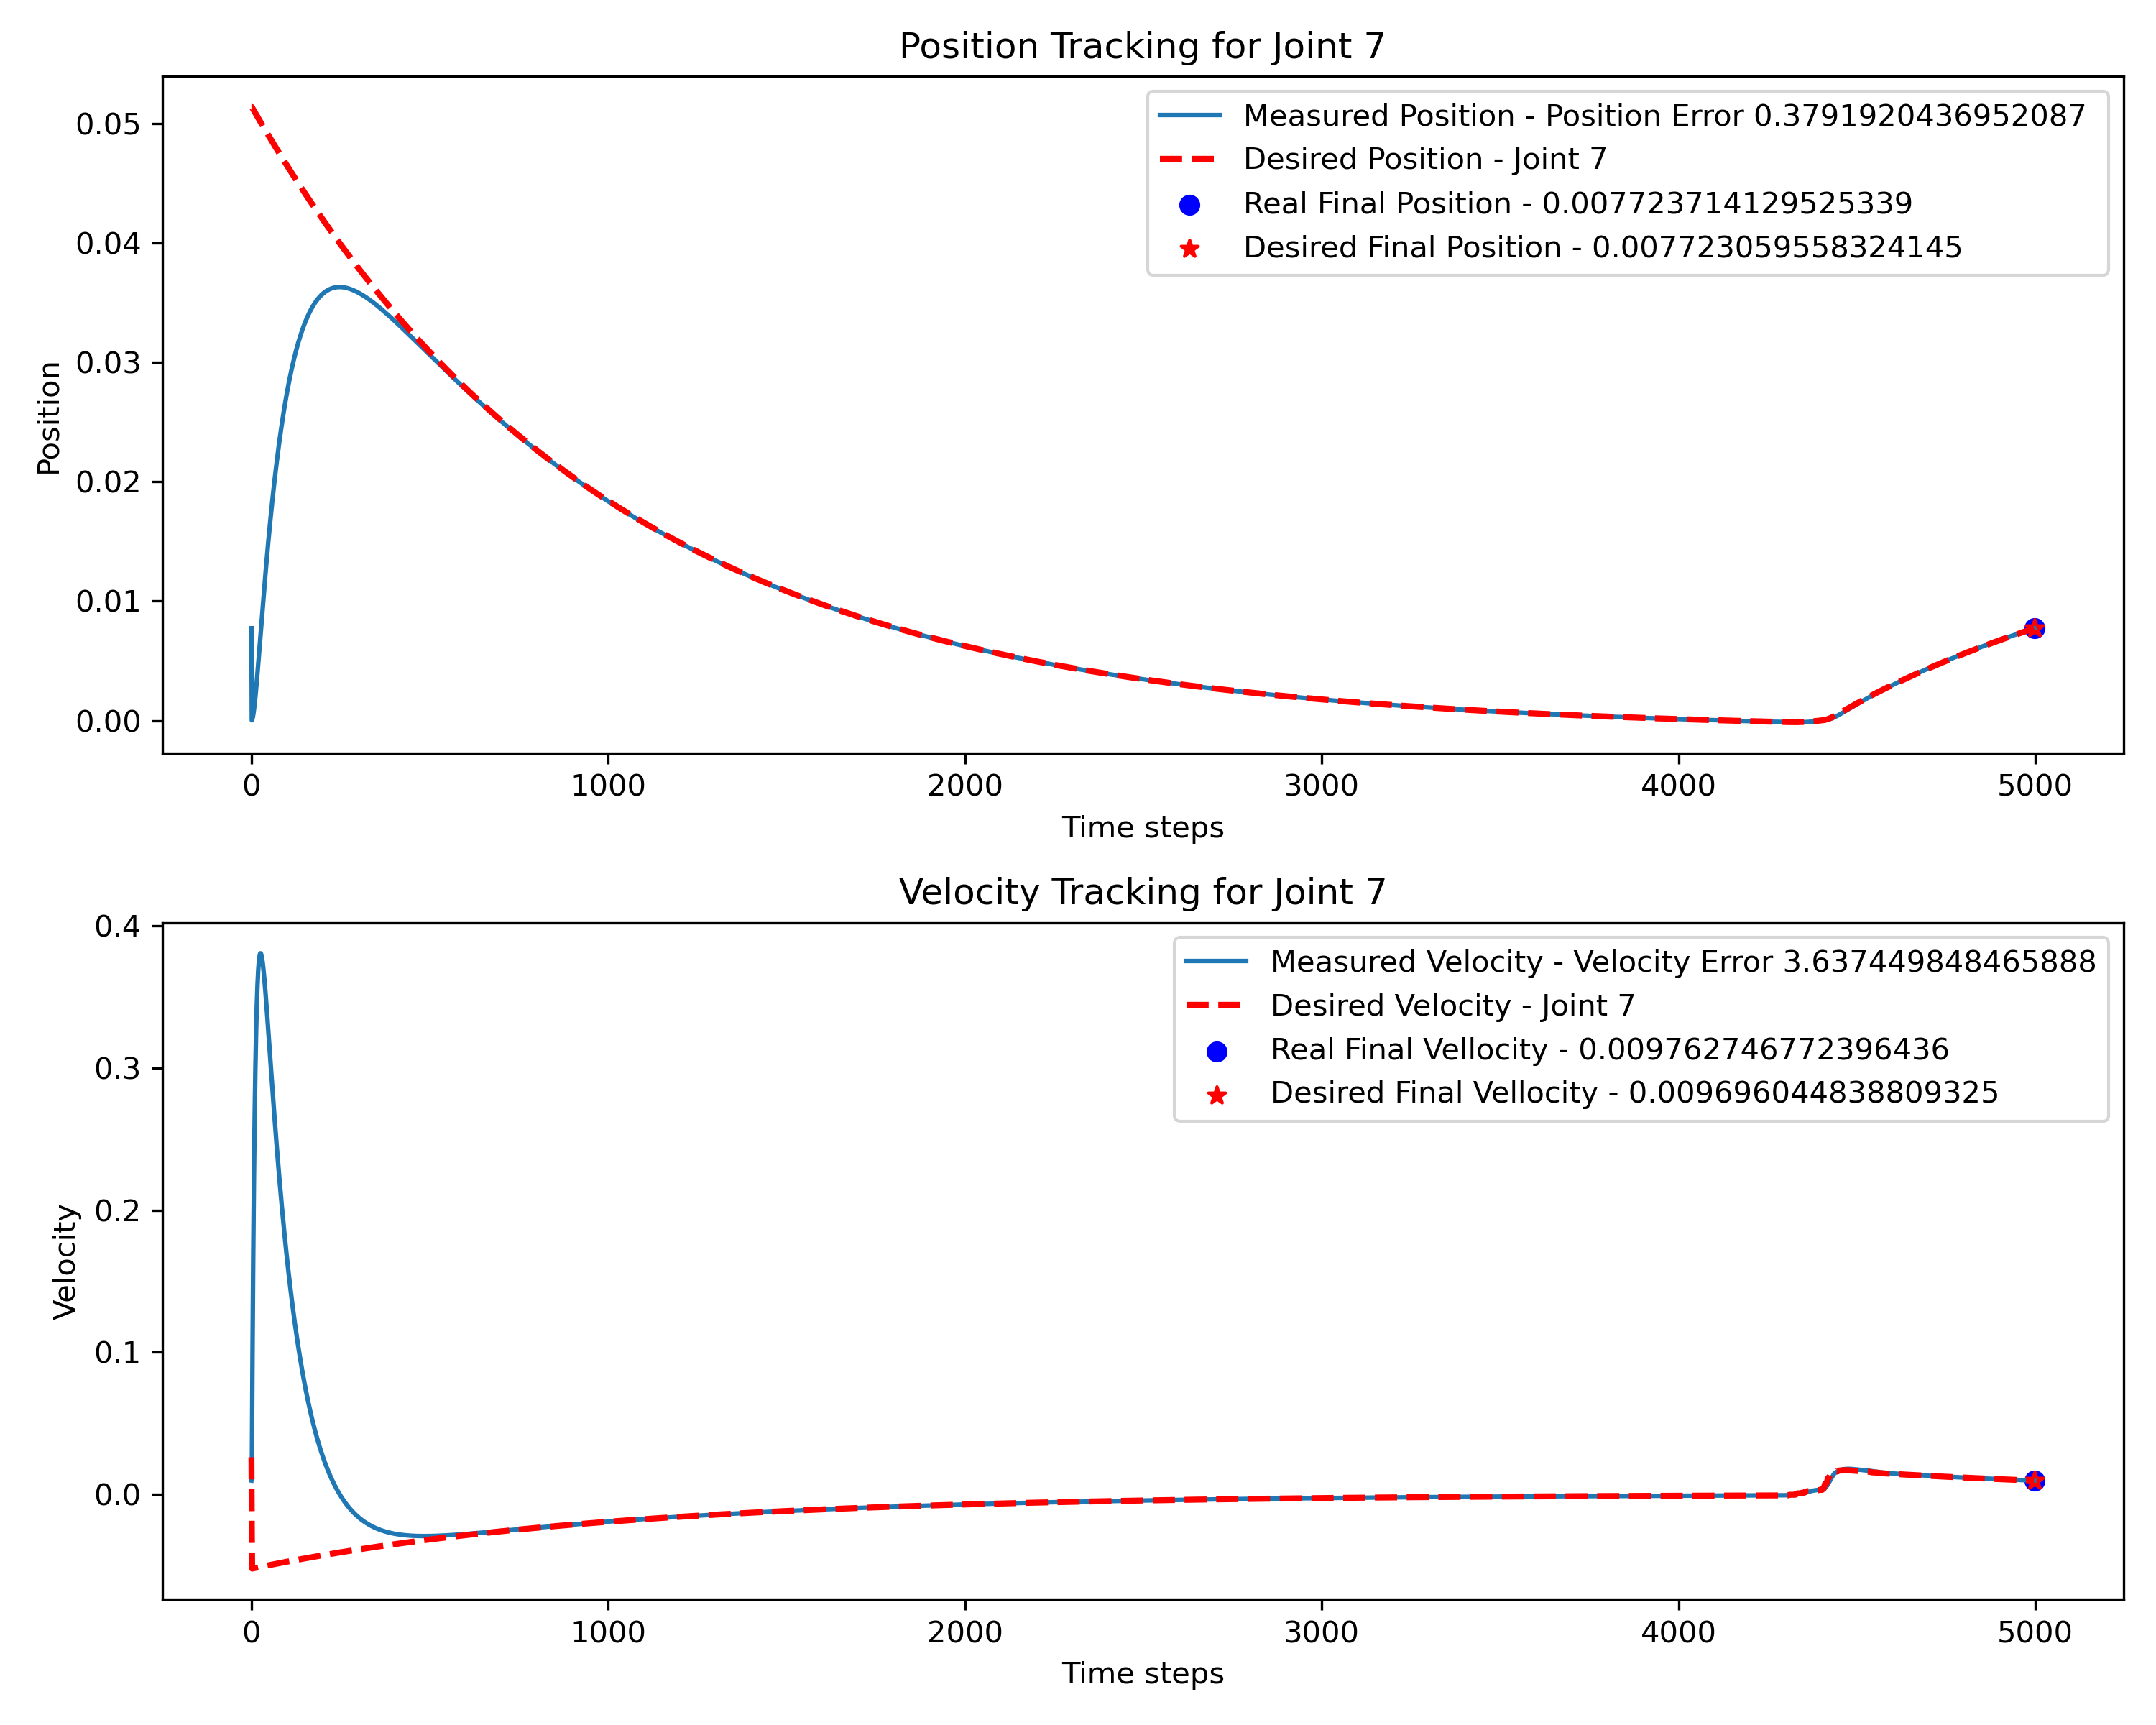 Position Tracking for Joint 7
Measured Position - Position Error 0.3791920436952087
Desired Position - Joint 7
Real Final Position - 0.007723714129525339
Desired Final Position - 0.007723059558324145
0.05
0.04
0.03
0.02
0.01
0.00
Position
0 1000 2000 3000 4000 5000
Time steps
Velocity Tracking for Joint 7
Measured Velocity - Velocity Error 3.637449848465888
Desired Velocity - Joint 7
Real Final Vellocity - 0.009762746772396436
Desired Final Vellocity - 0.009696044838809325
0.4
0.3
0.2
0.1
0.0
Velocity
0 1000 2000 3000 4000 5000
Time steps